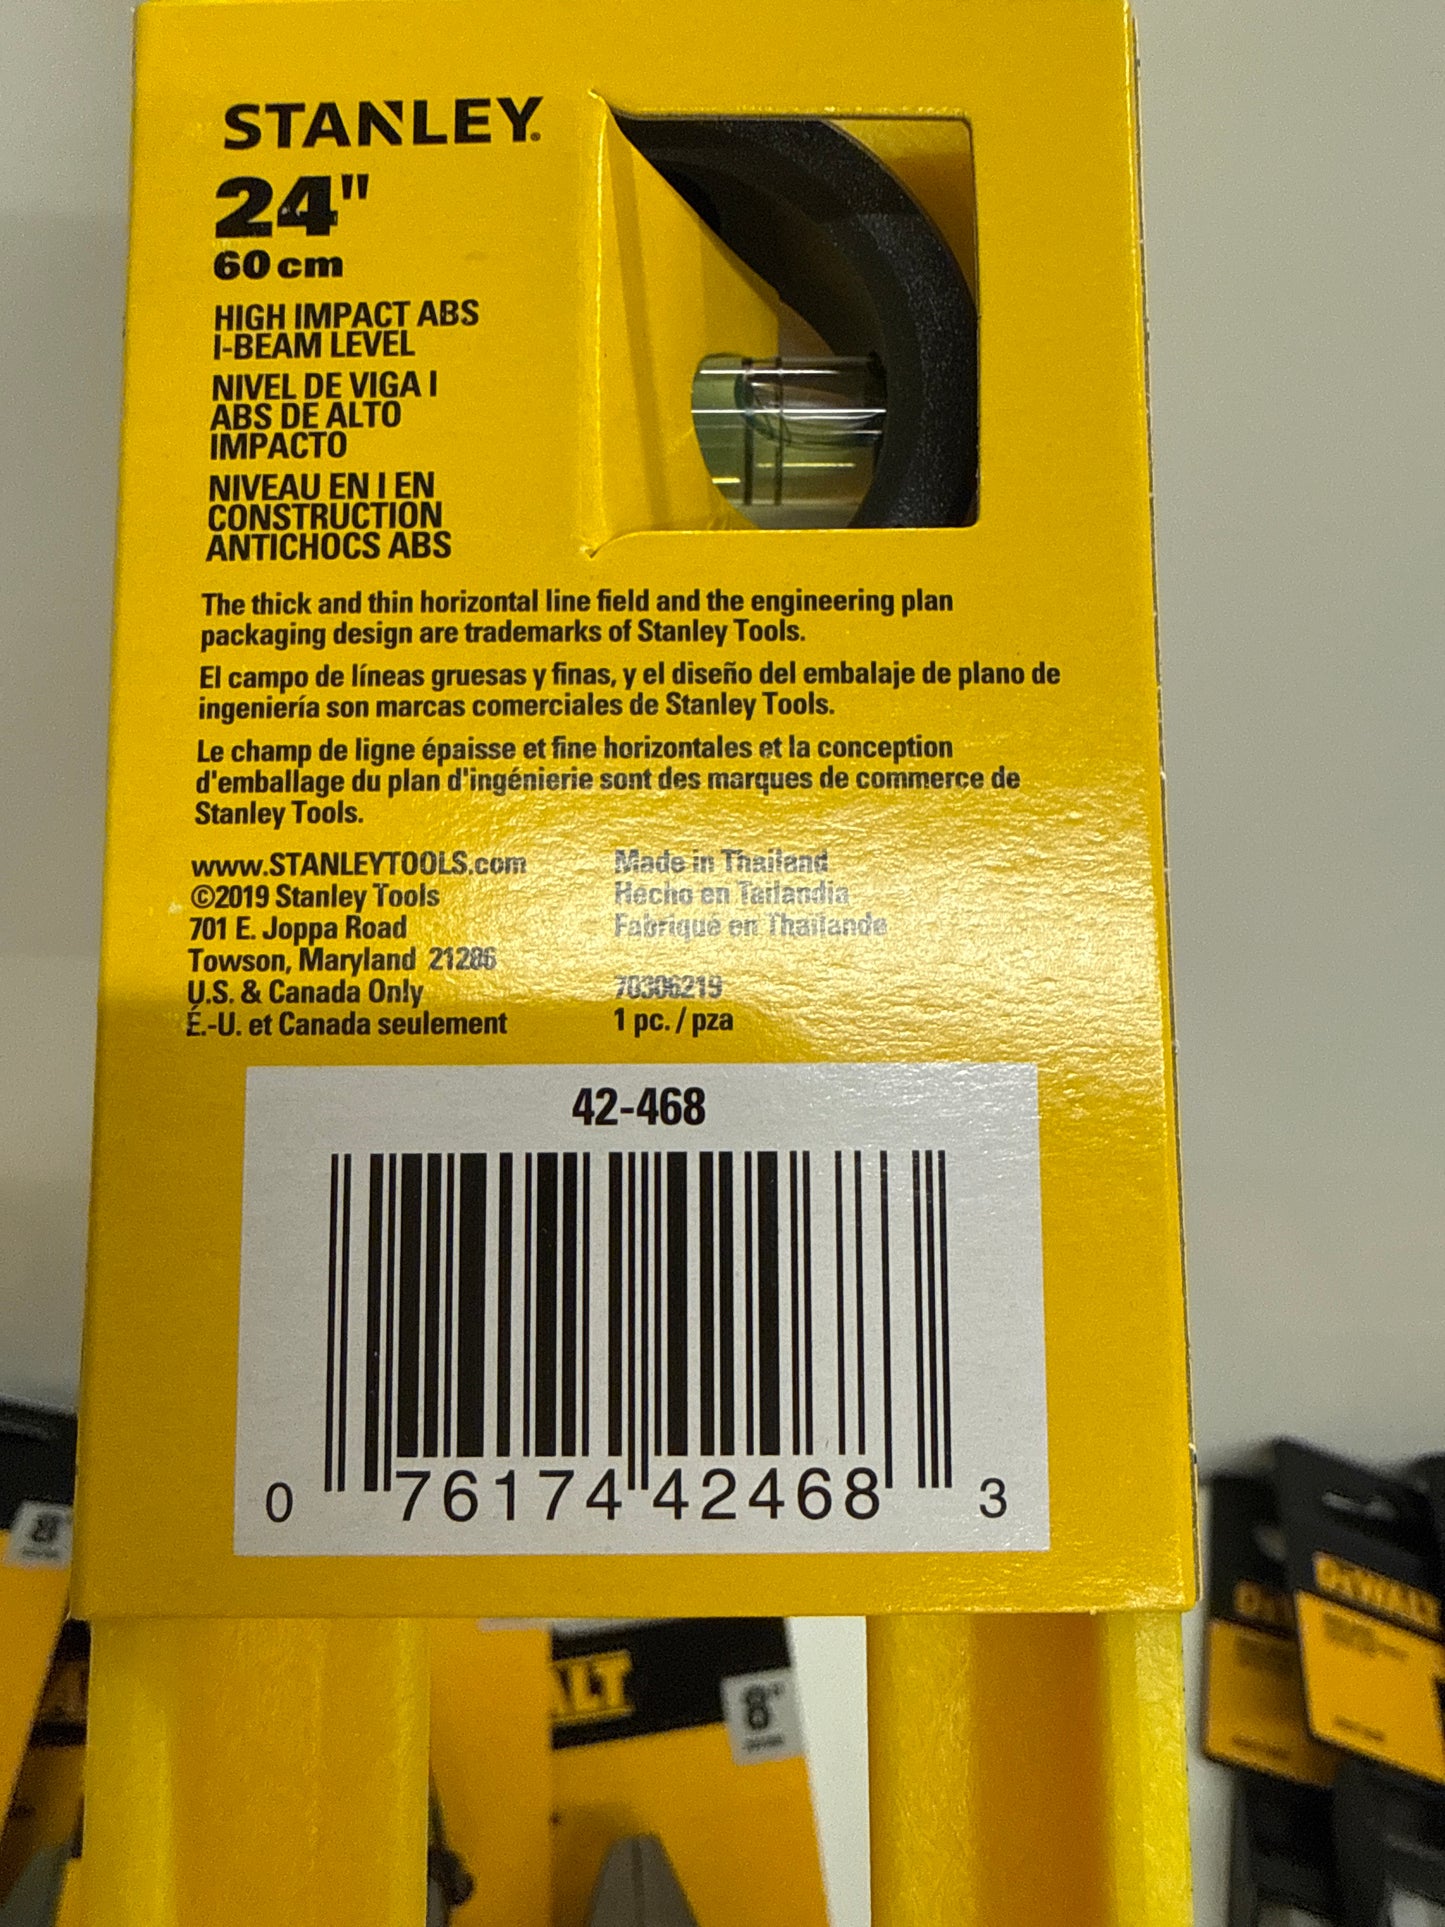 STANLEY®
24"
60 cm
HIGH IMPACT ABS
I-BEAM LEVEL
NIVEL DE VIGA I
ABS DE ALTO
IMPACTO
NIVEAU EN I EN
CONSTRUCTION
ANTICHOCS ABS
The thick and thin horizontal line field and the engineering plan
packaging design are trademarks of Stanley Tools.
El campo de líneas gruesas y finas, y el diseño del embalaje de plano de
ingeniería son marcas comerciales de Stanley Tools.
Le champ de ligne épaisse et fine horizontales et la conception
d'emballage du plan d'ingénierie sont des marques de commerce de
Stanley Tools.
www.STANLEYTOOLS.com
©2019 Stanley Tools
701 E. Joppa Road
Towson, Maryland 21286
U.S. & Canada Only
É.-U. et Canada seulement
Made in Thailand
Hecho en Tailandia
Fabriqué en Thaïlande
70306219
1 pc. / pza
42-468
0 76174 42468 3
8"
ALT
8"
DEWALT